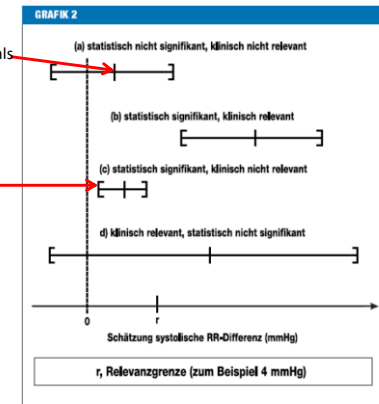 GRAFIK 2
als
(a) statistisch nicht signifikant, klinisch nicht relevant
(b) statistisch signifikant, klinisch relevant
(c) statistisch signifikant, klinisch nicht relevant
d) klinisch relevant, statistisch nicht signifikant
0
r
Schätzung systolische RR-Differenz (mmHg)
r, Relevanzgrenze (zum Beispiel 4 mmHg)